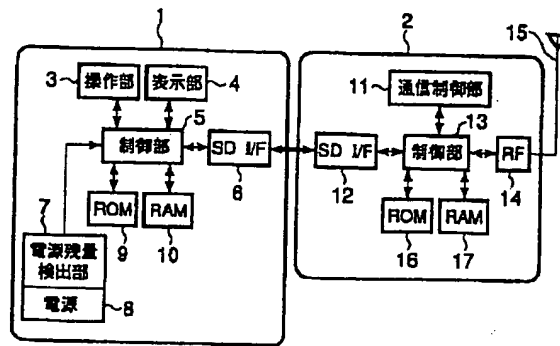 1
2
15
3
操作部
表示部
4
11
通信制御部
5
13
制御部
SD I/F
SD I/F
制御部
RF
6
12
14
7
ROM
RAM
ROM
RAM
9
10
16
17
電源残量
検出部
電源
8